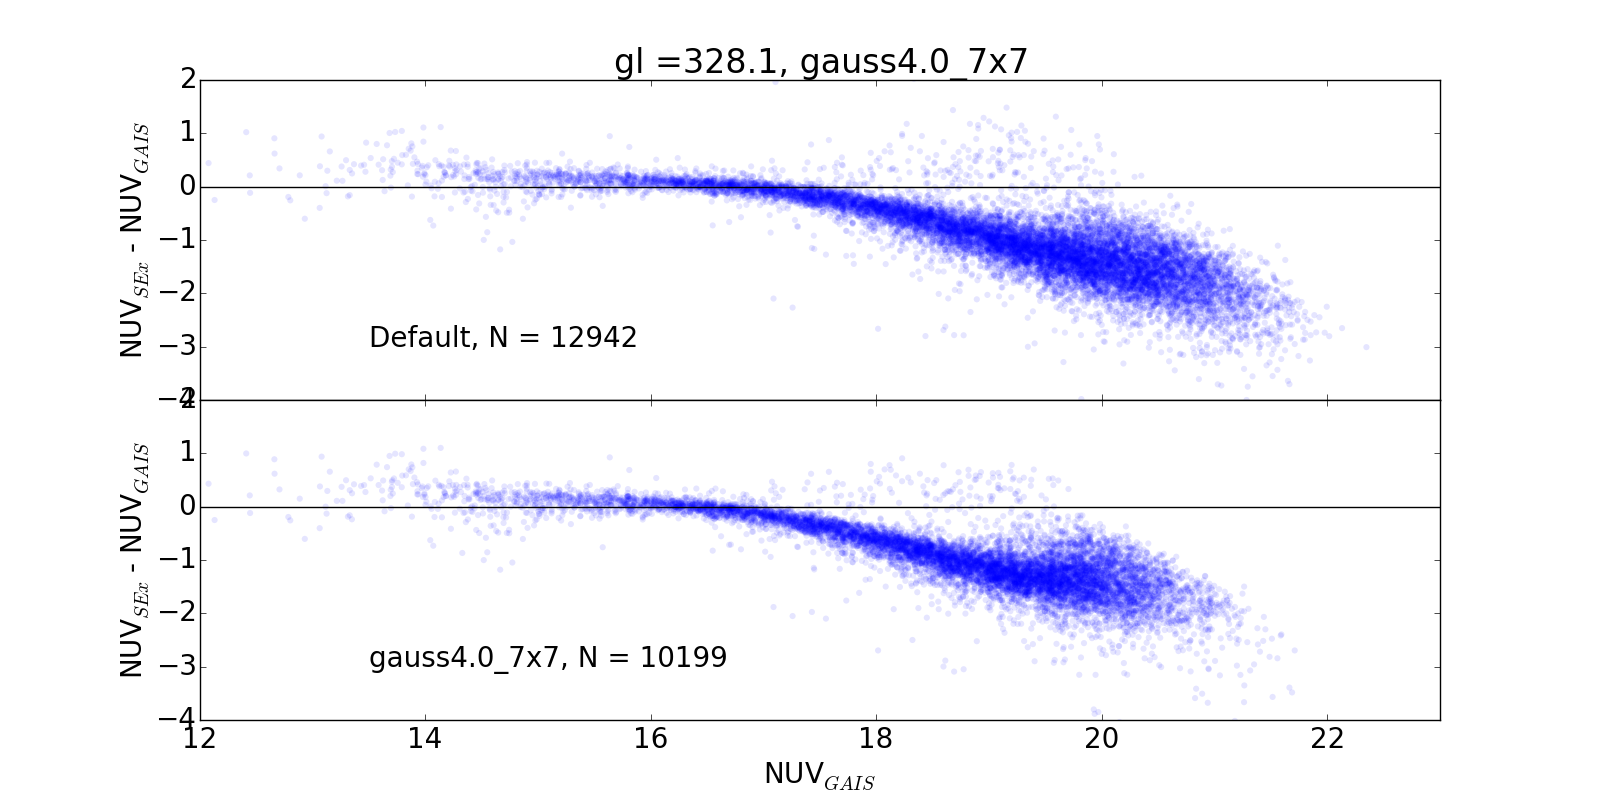 gl =328.1, gauss4.0_7x7
2
1
0
−1
−2
−3
−4
NUV_SEx - NUV_GAIS
Default, N = 12942
2
1
0
−1
−2
−3
−4
NUV_SEx - NUV_GAIS
gauss4.0_7x7, N = 10199
12 14 16 18 20 22
NUV_GAIS